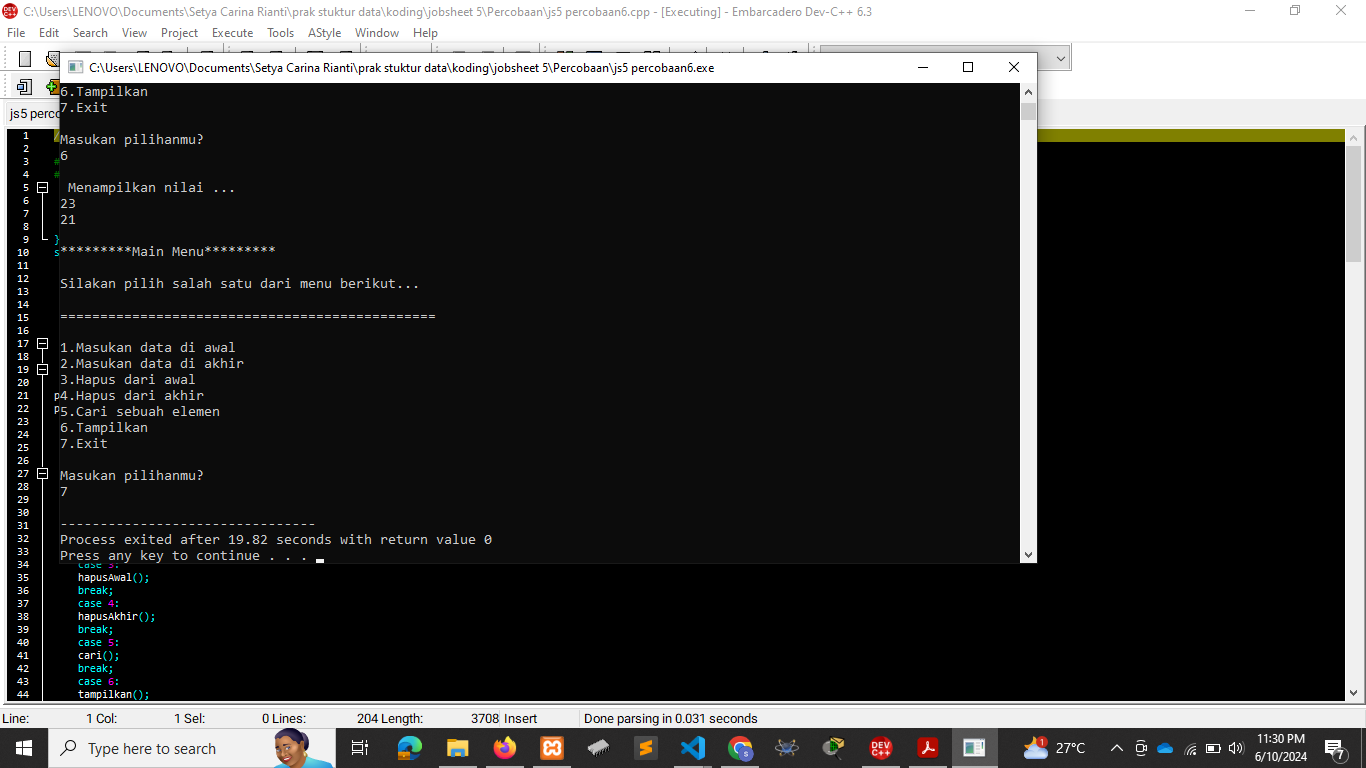 C:\Users\LENOVO\Documents\Setya Carina Rianti\prak stuktur data\koding\jobsheet 5\Percobaan\js5 percobaan6.cpp - [Executing] - Embarcadero Dev-C++ 6.3
File Edit Search View Project Execute Tools AStyle Window Help
C:\Users\LENOVO\Documents\Setya Carina Rianti\prak stuktur data\koding\jobsheet 5\Percobaan\js5 percobaan6.exe
6.Tampilkan
7.Exit
Masukan pilihanmu?
6
Menampilkan nilai ...
23
21
*********Main Menu*********
Silakan pilih salah satu dari menu berikut...
===============================================
1.Masukan data di awal
2.Masukan data di akhir
3.Hapus dari awal
4.Hapus dari akhir
5.Cari sebuah elemen
6.Tampilkan
7.Exit
Masukan pilihanmu?
7
--------------------------------
Process exited after 19.82 seconds with return value 0
Press any key to continue . . .
js5 perco
1
2
3 #
4 #
5
6
7
8
9 }
10 s
11
12
13
14
15
16
17
18
19
20
21 p
22 p
23
24
25
26
27
28
29
30
31
32
33
34 case 3:
35 hapusAwal();
36 break;
37 case 4:
38 hapusAkhir();
39 break;
40 case 5:
41 cari();
42 break;
43 case 6:
44 tampilkan();
Line: 1 Col: 1 Sel: 0 Lines: 204 Length: 3708 Insert Done parsing in 0.031 seconds
Type here to search
27°C
11:30 PM
6/10/2024
7